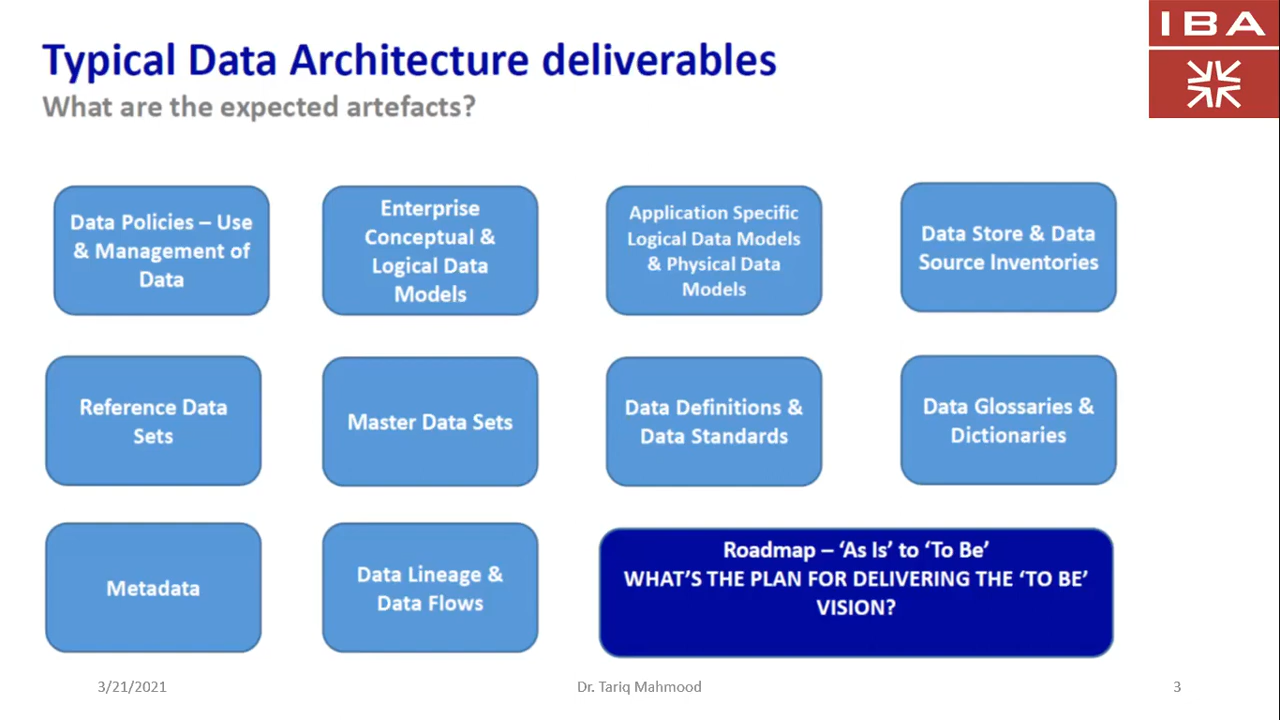 IBA
Typical Data Architecture deliverables
What are the expected artefacts?
Data Policies – Use
& Management of
Data
Enterprise
Conceptual &
Logical Data
Models
Application Specific
Logical Data Models
& Physical Data
Models
Data Store & Data
Source Inventories
Reference Data
Sets
Master Data Sets
Data Definitions &
Data Standards
Data Glossaries &
Dictionaries
Metadata
Data Lineage &
Data Flows
Roadmap – ‘As Is’ to ‘To Be’
WHAT’S THE PLAN FOR DELIVERING THE ‘TO BE’
VISION?
3/21/2021
Dr. Tariq Mahmood
3